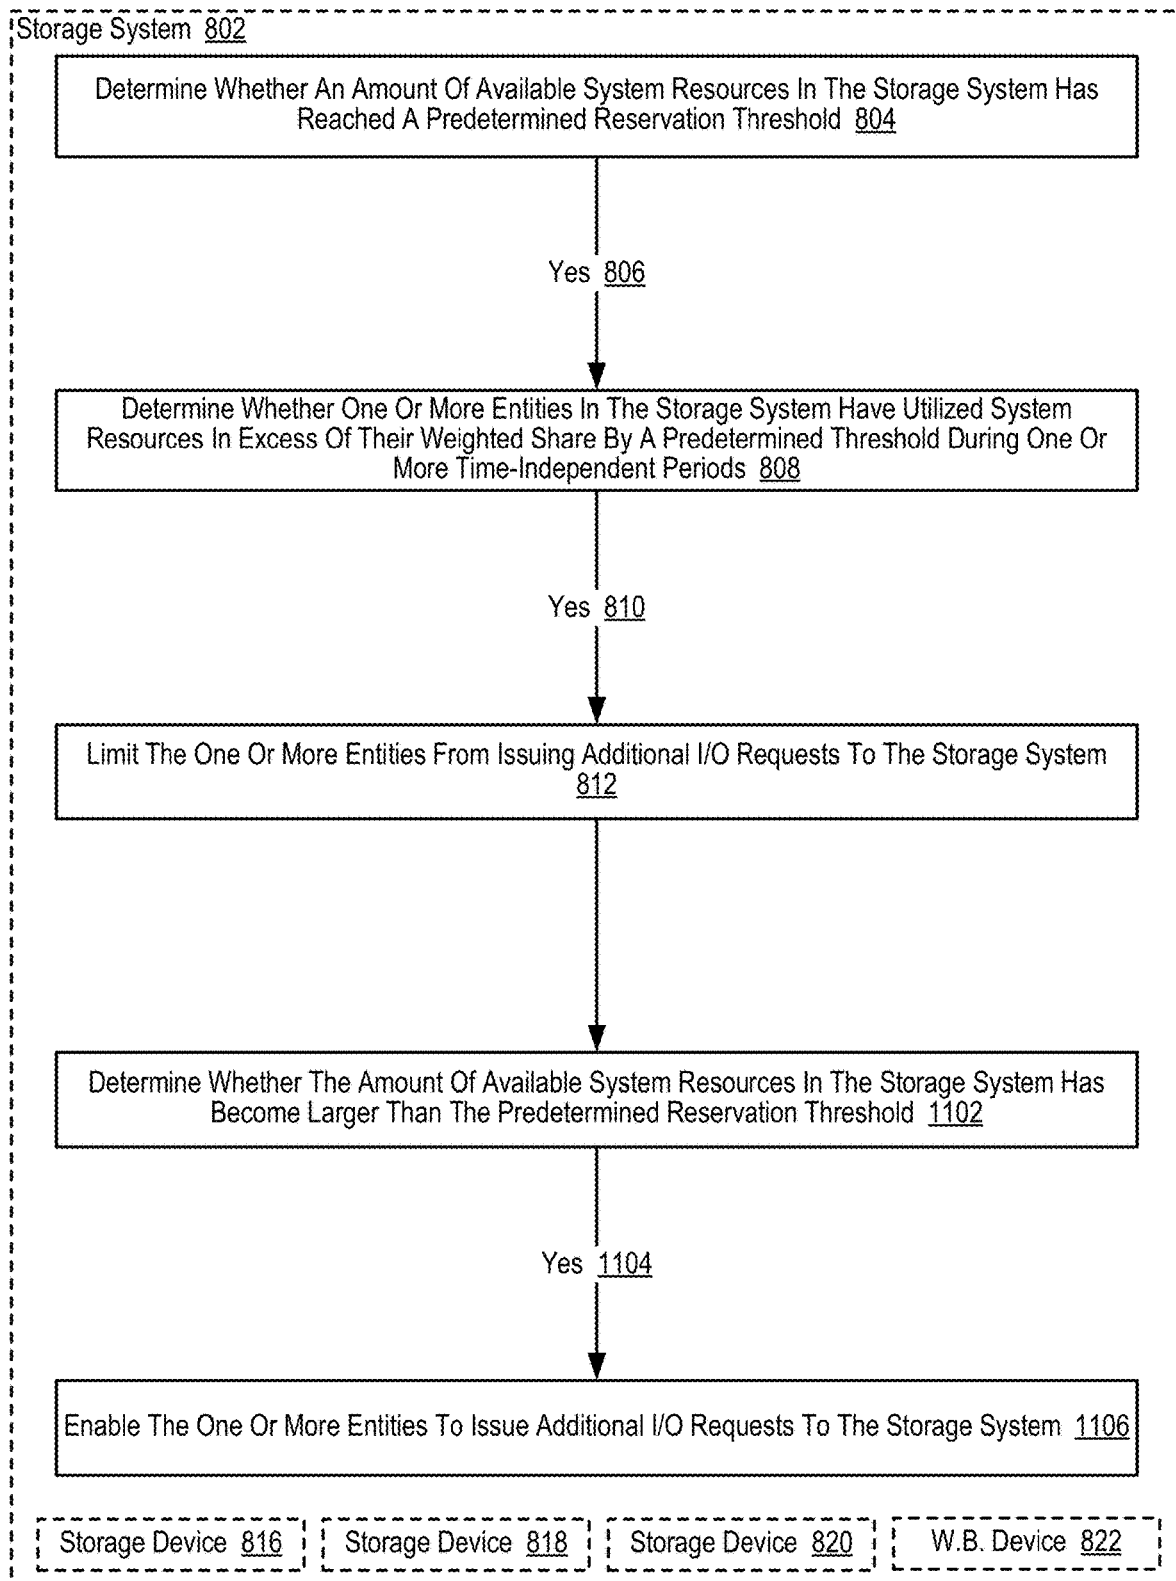 Storage System 802
Determine Whether An Amount Of Available System Resources In The Storage System Has
Reached A Predetermined Reservation Threshold 804
Yes 806
Determine Whether One Or More Entities In The Storage System Have Utilized System
Resources In Excess Of Their Weighted Share By A Predetermined Threshold During One Or
More Time-Independent Periods 808
Yes 810
Limit The One Or More Entities From Issuing Additional I/O Requests To The Storage System
812
Determine Whether The Amount Of Available System Resources In The Storage System Has
Become Larger Than The Predetermined Reservation Threshold 1102
Yes 1104
Enable The One Or More Entities To Issue Additional I/O Requests To The Storage System 1106
Storage Device 816
Storage Device 818
Storage Device 820
W.B. Device 822